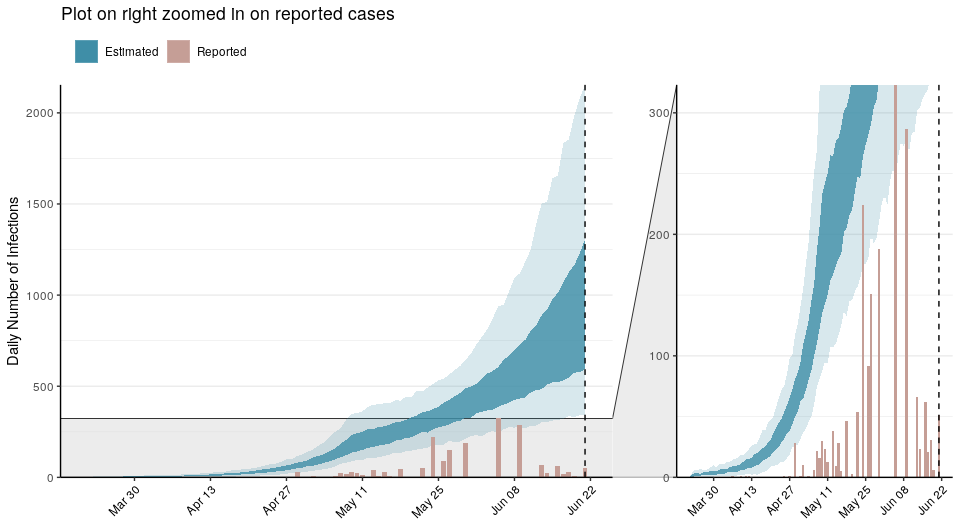 Plot on right zoomed in on reported cases
Estimated Reported
Daily Number of Infections
2000
1500
1000
500
0
Mar 30 Apr 13 Apr 27 May 11 May 25 Jun 08 Jun 22
300
200
100
0
Mar 30 Apr 13 Apr 27 May 11 May 25 Jun 08 Jun 22